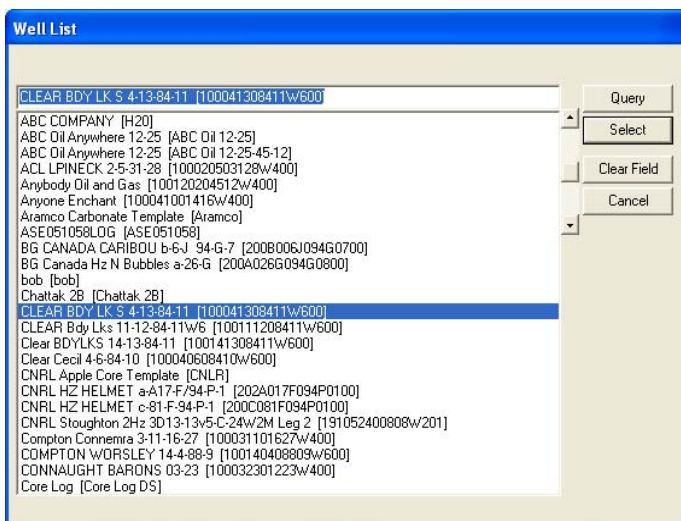 Well List
CLEAR BDY LK S 4-13-84-11 [100041308411W600]
Query
ABC COMPANY [H20]
Select
ABC Oil Anywhere 12-25 [ABC Oil 12-25]
ABC Oil Anywhere 12-25 [ABC Oil 12-25-45-12]
ACL LPINECK 2-5-31-28 [100020503128W400]
Clear Field
Anybody Oil and Gas [100120204512W400]
Anyone Enchant [100041001416W400]
Cancel
Aramco Carbonate Template [Aramco]
ASE051058LOG [ASE051058]
BG CANADA CARIBOU b-6-J 94-G-7 [200B006J094G0700]
BG Canada Hz N Bubbles a-26-G [200A026G094G0800]
bob [bob]
Chattak 2B [Chattak 2B]
CLEAR BDY LK S 4-13-84-11 [100041308411W600]
CLEAR Bdy Lks 11-12-84-11W6 [100111208411W600]
Clear BDYLKS 14-13-84-11 [100141308411W600]
Clear Cecil 4-6-84-10 [100040608410W600]
CNRL Apple Core Template [CNLR]
CNRL HZ HELMET a-A17-F/94-P-1 [202A017F094P0100]
CNRL HZ HELMET c-81-F-94-P-1 [200C081F094P0100]
CNRL Stoughton 2Hz 3D13-13v5-C-24W2M Leg 2 [191052400808W201]
Compton Connemra 3-11-16-27 [100031101627W400]
COMPTON WORSLEY 14-4-88-9 [100140408809W600]
CONNAUGHT BARONS 03-23 [100032301223W400]
Core Log [Core Log DS]